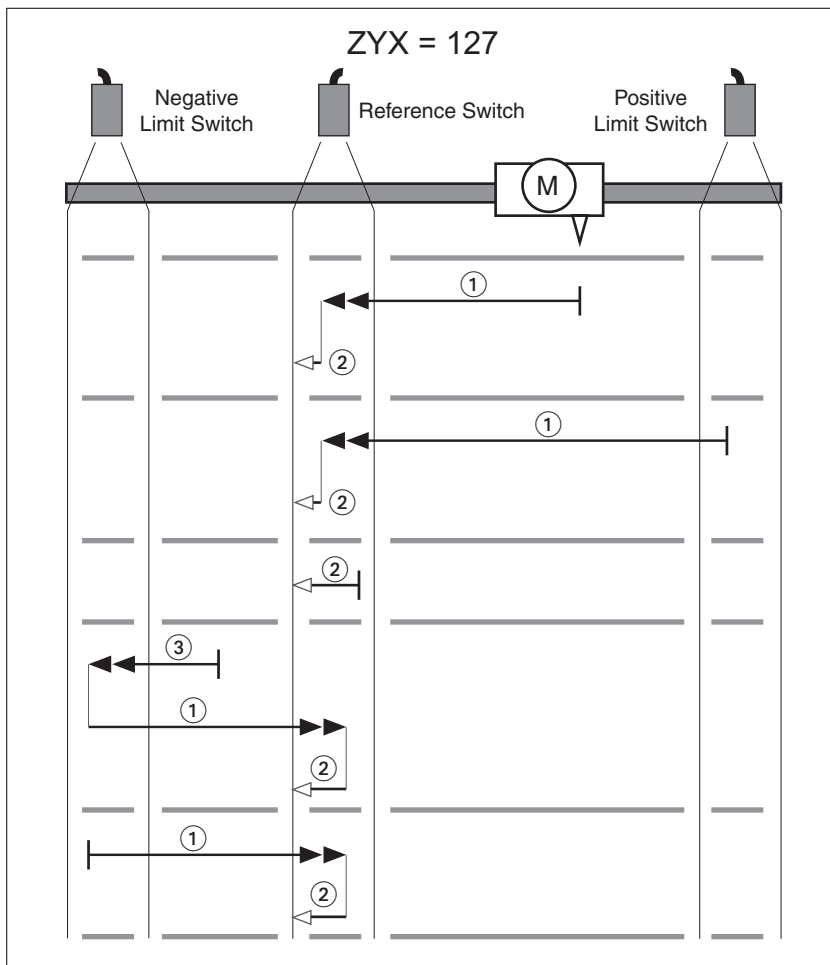 ZYX = 127
Negative
Limit Switch
Reference Switch
Positive
Limit Switch
M
①
②
①
②
②
③
①
②
①
②